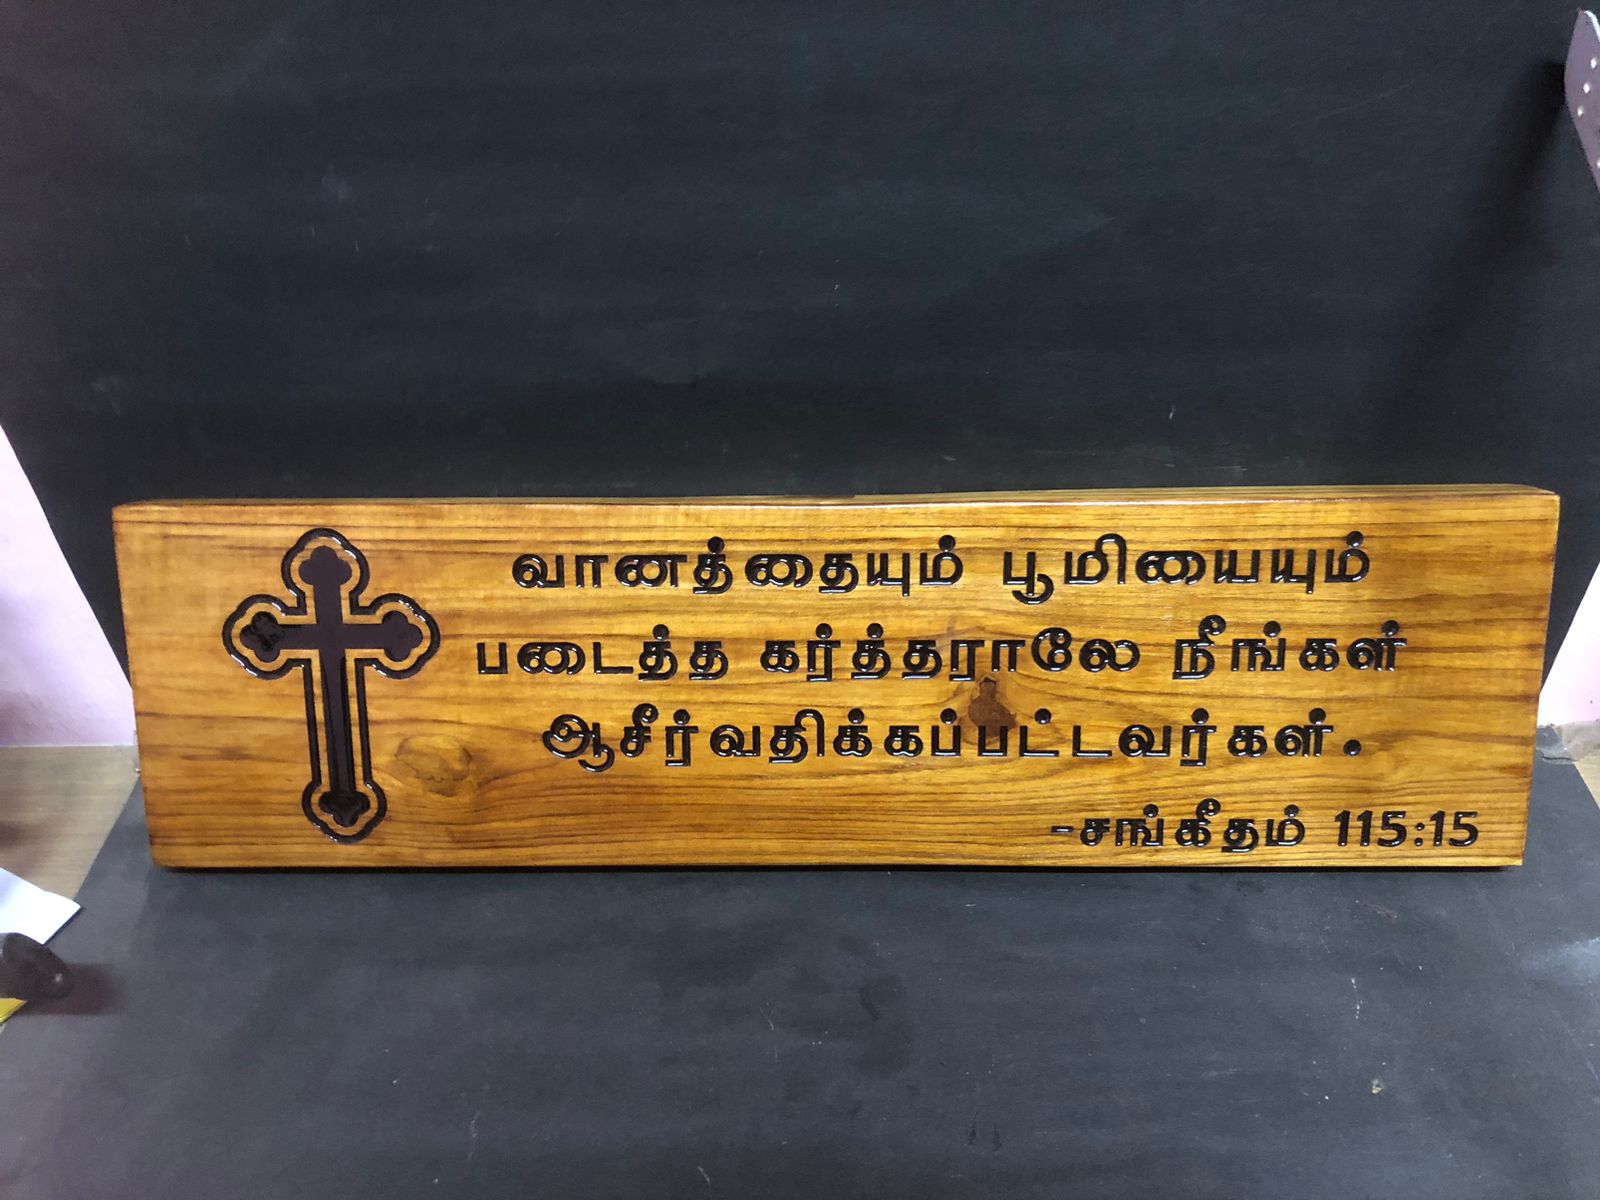 வானத்தையும் பூமியையும்
படைத்த கர்த்தராலே நீங்கள்
ஆசீர்வதிக்கப்பட்டவர்கள்.
-சங்கீதம் 115:15